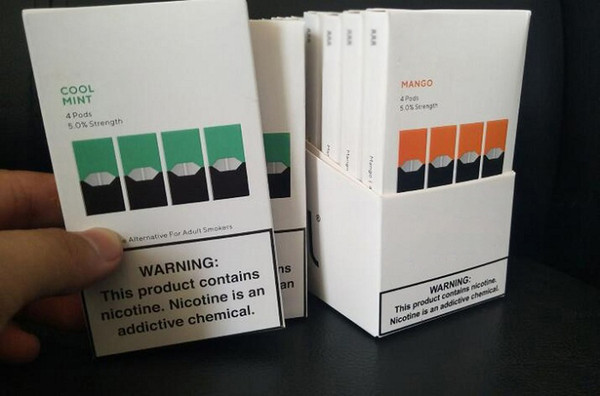 COOL
MINT
4 Pods
5.0% Strength
Alternative For Adult Smokers
WARNING:
This product contains
nicotine. Nicotine is an
addictive chemical.
MANGO
4 Pods
5.0% Strength
WARNING:
This product contains nicotine.
Nicotine is an addictive chemical.